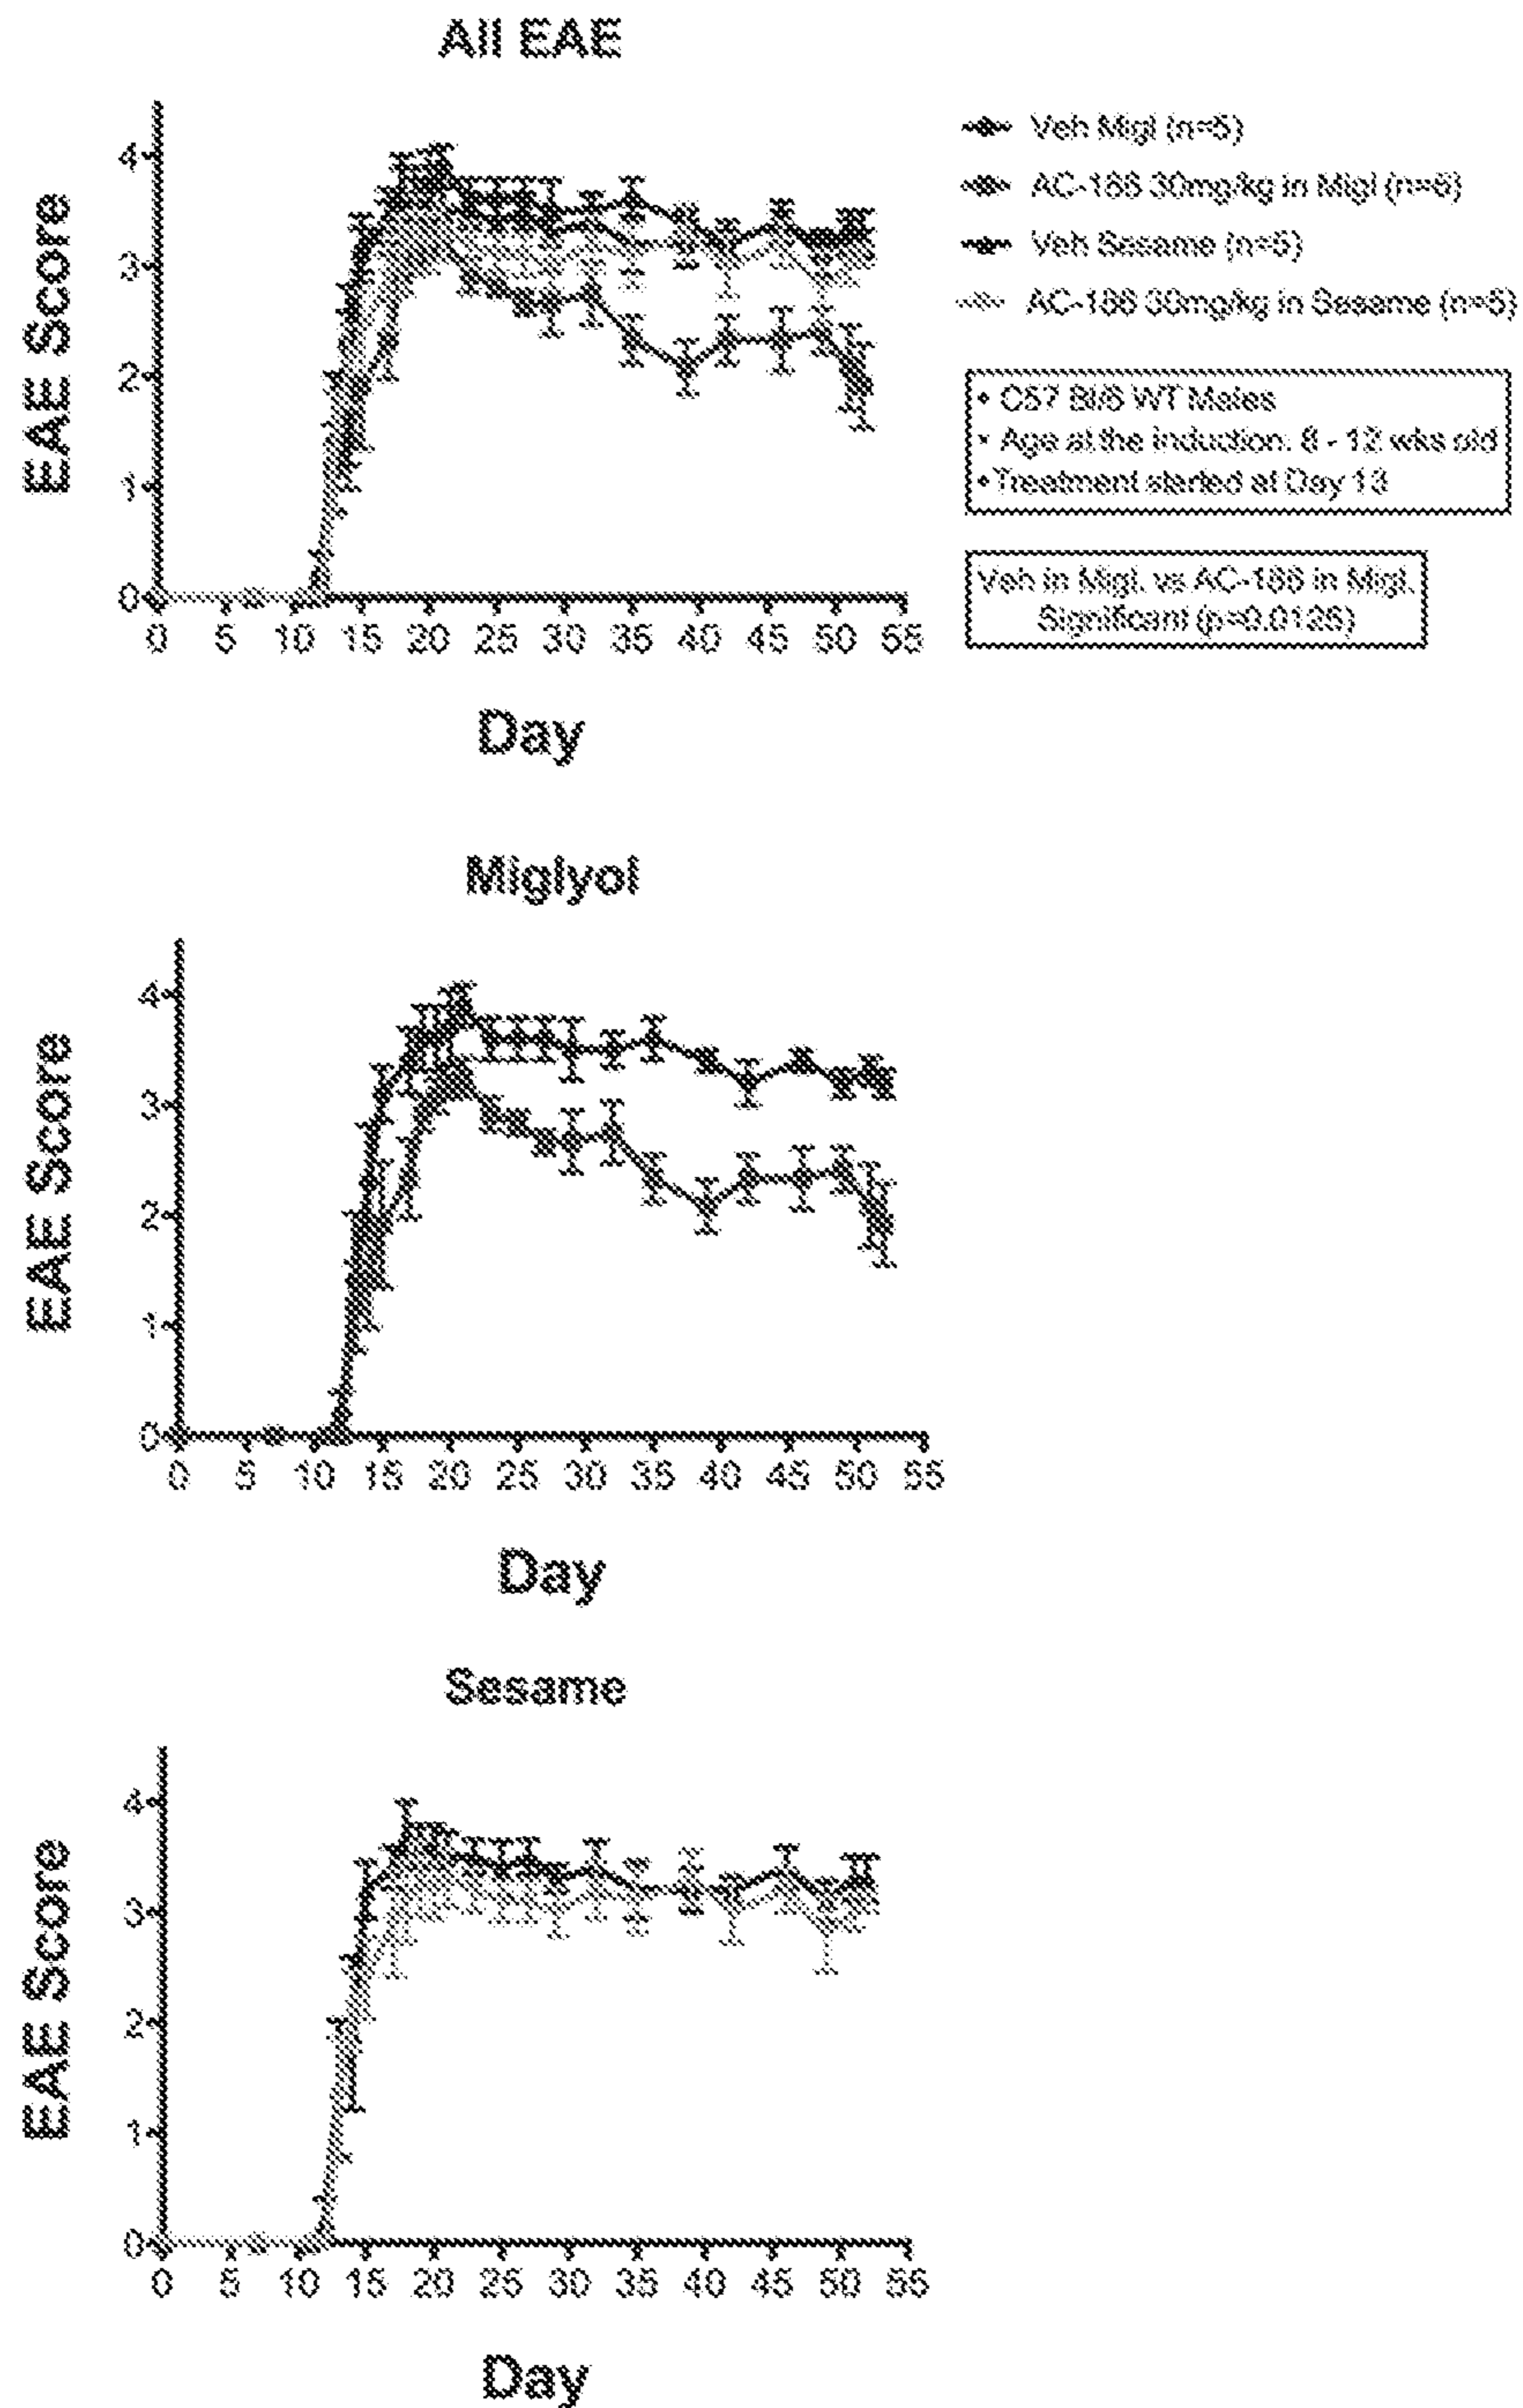 All EAE
EAE Score
4
3
2
1
0
0 5 10 15 20 25 30 35 40 45 50 55
Day
Veh Migl (n=5)
AC-186 30mg/kg in Migl
Veh Sesame
AC-186 30mg/kg in Sesame (n=5)
• C57 Bl/6 WT Males
• Age at the induction: 8 - 12 wks old
• Treatment started at Day 13
Veh in Migl. vs AC-186 in Migl.
Significant
Miglyol
EAE Score
4
3
2
1
0
0 5 10 15 20 25 30 35 40 45 50 55
Day
Sesame
EAE Score
4
3
2
1
0
0 5 10 15 20 25 30 35 40 45 50 55
Day